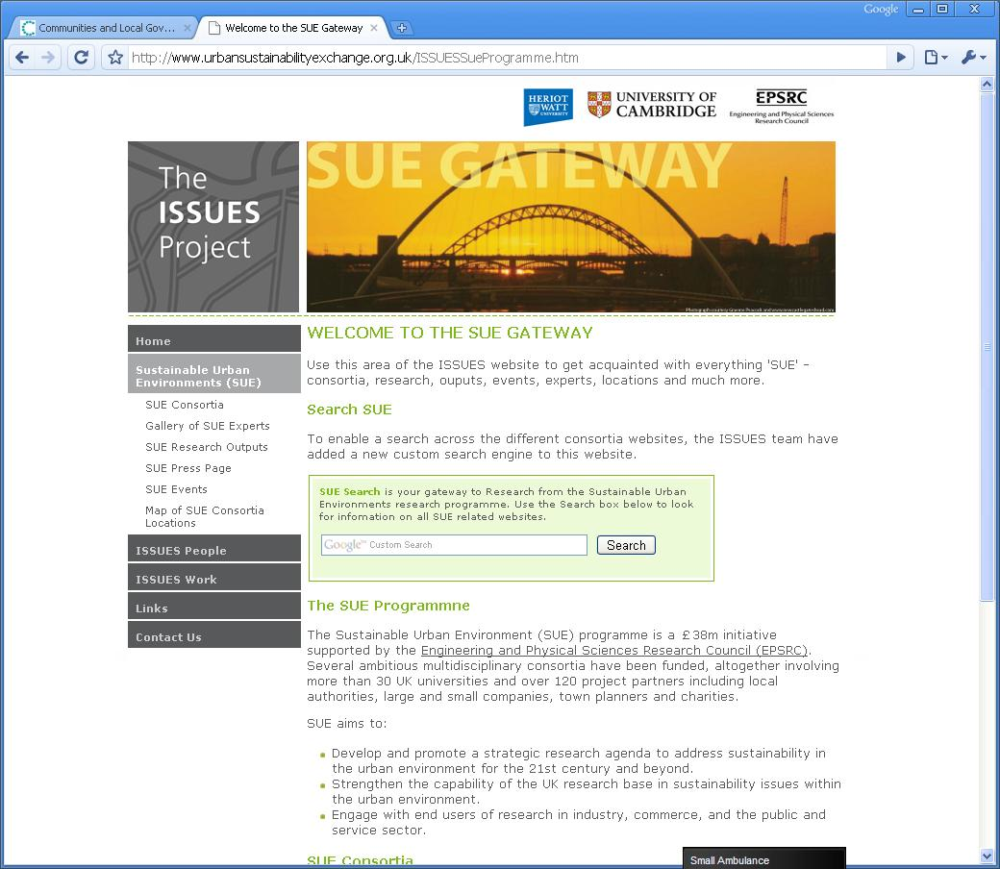 Google
Communities and Local Gov...
Welcome to the SUE Gateway
http://www.urbansustainabilityexchange.org.uk/ISSUESSueProgramme.htm
HERIOT
WATT
UNIVERSITY
UNIVERSITY OF
CAMBRIDGE
EPSRC
Engineering and Physical Sciences
Research Council
The
ISSUES
Project
SUE GATEWAY
Home
Sustainable Urban
Environments (SUE)
SUE Consortia
Gallery of SUE Experts
SUE Research Outputs
SUE Press Page
SUE Events
Map of SUE Consortia
Locations
ISSUES People
ISSUES Work
Links
Contact Us
WELCOME TO THE SUE GATEWAY
Use this area of the ISSUES website to get acquainted with everything 'SUE' –
consortia, research, ouputs, events, experts, locations and much more.
Search SUE
To enable a search across the different consortia websites, the ISSUES team have
added a new custom search engine to this website.
SUE Search is your gateway to Research from the Sustainable Urban
Environments research programme. Use the Search box below to look
for infomation on all SUE related websites.
Google™ Custom Search
Search
The SUE Programmne
The Sustainable Urban Environment (SUE) programme is a £38m initiative
supported by the Engineering and Physical Sciences Research Council (EPSRC).
Several ambitious multidisciplinary consortia have been funded, altogether involving
more than 30 UK universities and over 120 project partners including local
authorities, large and small companies, town planners and charities.
SUE aims to:
Develop and promote a strategic research agenda to address sustainability in
the urban environment for the 21st century and beyond.
Strengthen the capability of the UK research base in sustainability issues within
the urban environment.
Engage with end users of research in industry, commerce, and the public and
service sector.
SUE Consortia
Small Ambulance